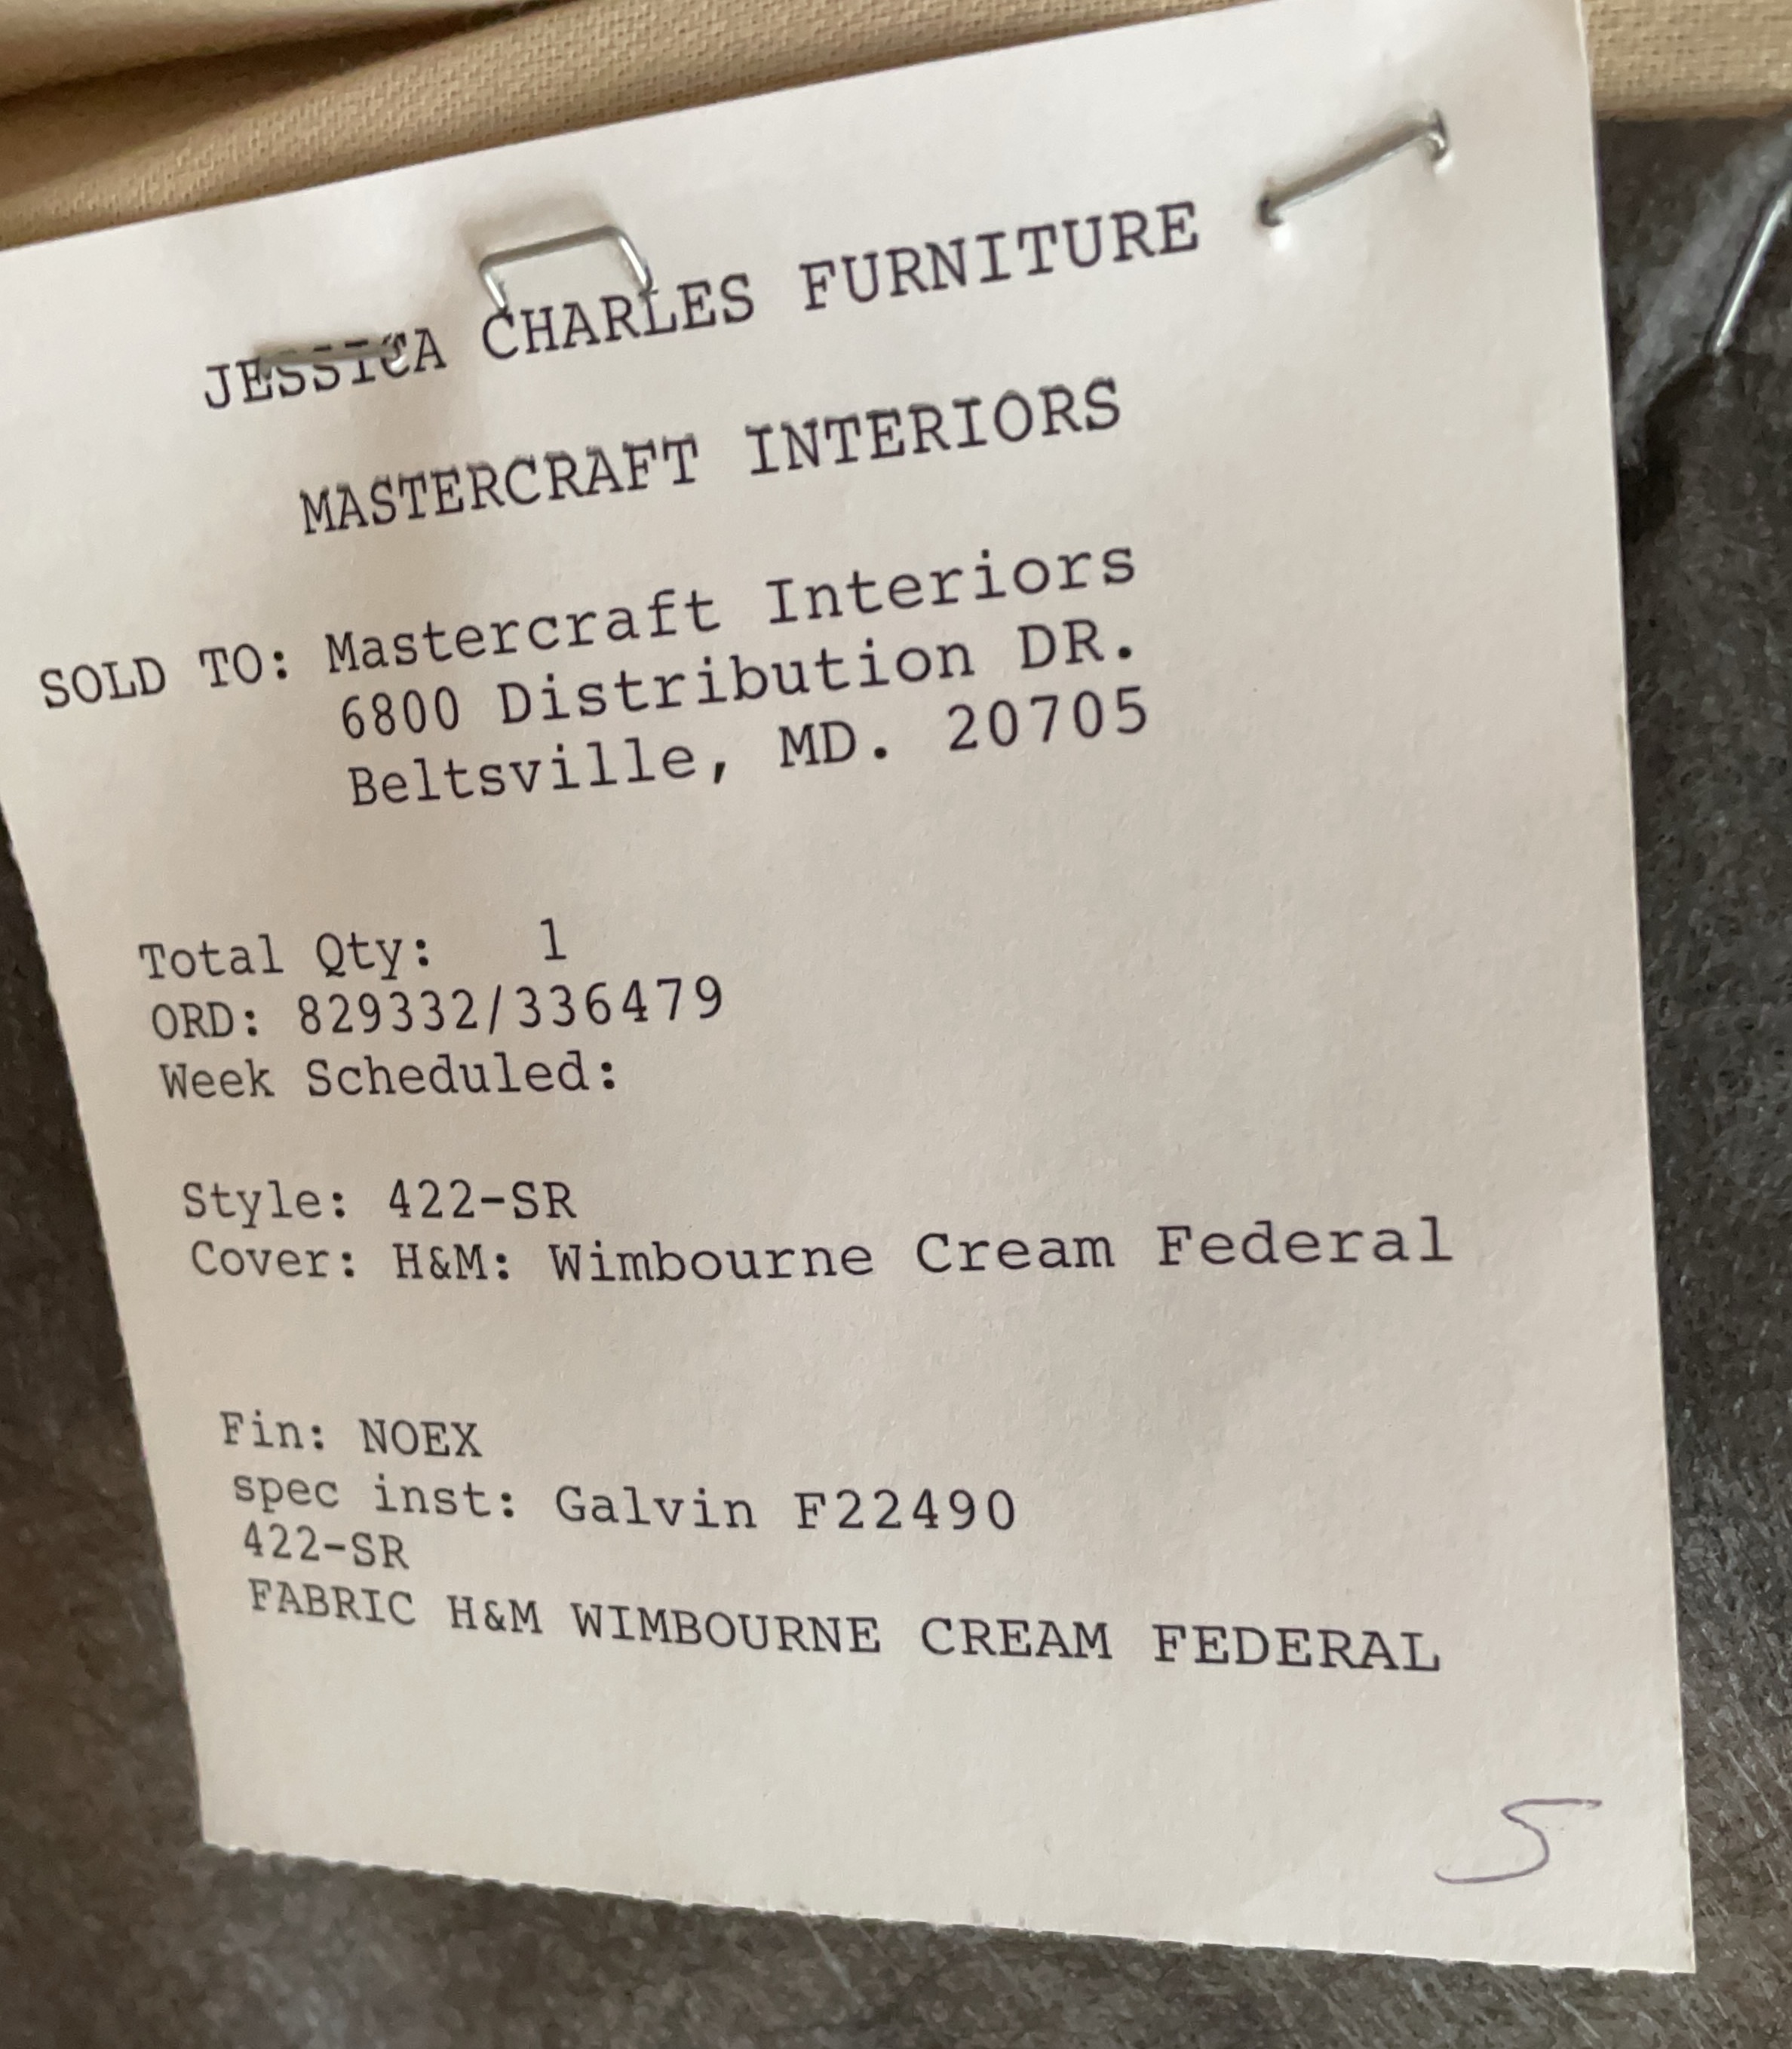 JESSICA CHARLES FURNITURE
MASTERCRAFT INTERIORS
SOLD TO: Mastercraft Interiors
6800 Distribution DR.
Beltsville, MD. 20705
Total Qty: 1
ORD: 829332/336479
Week Scheduled:
Style: 422-SR
Cover: H&M: Wimbourne Cream Federal
Fin: NOEX
spec inst: Galvin F22490
422-SR
FABRIC H&M WIMBOURNE CREAM FEDERAL
5